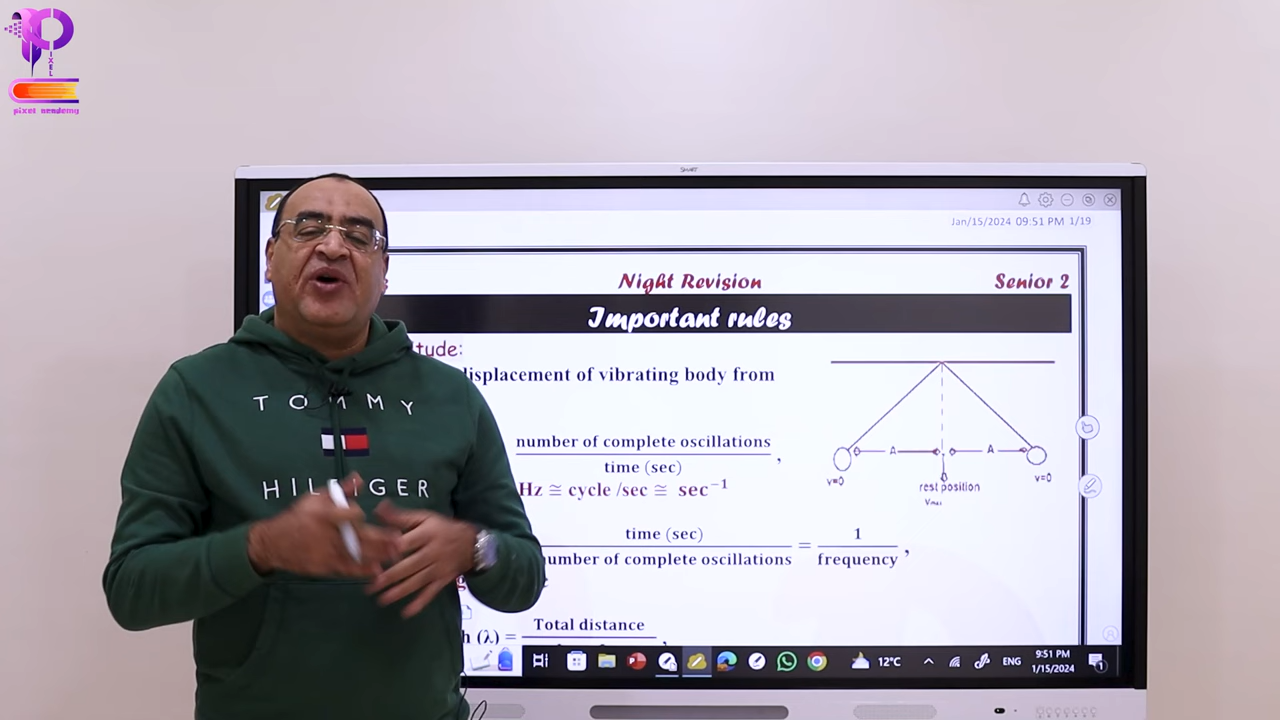 PIXEL
pixel academy
SMART
Jan/15/2024 09:51 PM 1/19
Night Revision
Senior 2
Important rules
tude:
displacement of vibrating body from
number of complete oscillations
time (sec) ,
Hz ≅ cycle /sec ≅ sec⁻¹
A A
v=0 rest position v=0
Vmax
time (sec) 1
number of complete oscillations = frequency ,
Total distance
h (λ) = ,
12°C ENG 9:51 PM
1/15/2024
TOMMY
HILFIGER